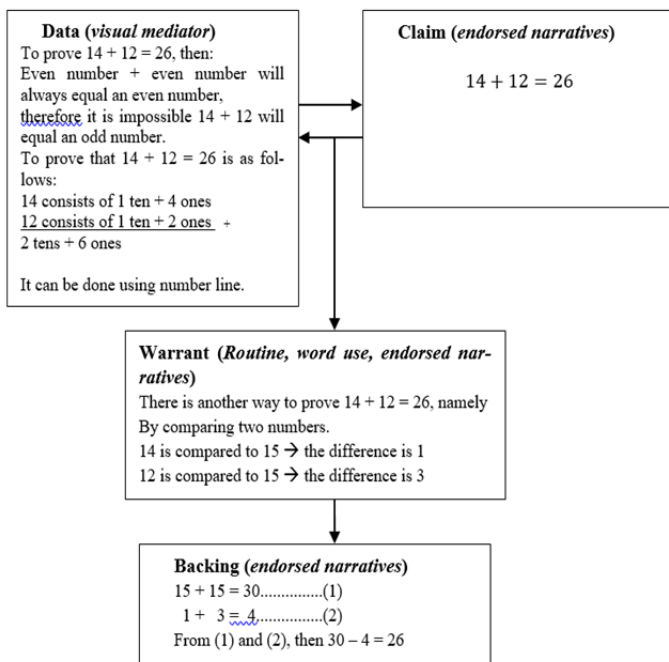 Data (visual mediator)
To prove 14 + 12 = 26, then:
Even number + even number will
always equal an even number,
therefore it is impossible 14 + 12 will
equal an odd number.
To prove that 14 + 12 = 26 is as fol-
lows:
14 consists of 1 ten + 4 ones
12 consists of 1 ten + 2 ones +
2 tens + 6 ones
It can be done using number line.
Claim (endorsed narratives)
14 + 12 = 26
Warrant (Routine, word use, endorsed nar-
ratives)
There is another way to prove 14 + 12 = 26, namely
By comparing two numbers.
14 is compared to 15 → the difference is 1
12 is compared to 15 → the difference is 3
Backing (endorsed narratives)
15 + 15 = 30...............(1)
1 + 3 = 4................(2)
From (1) and (2), then 30 – 4 = 26